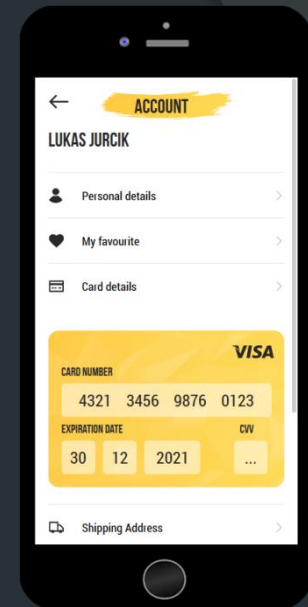 ACCOUNT
LUKAS JURCIK
Personal details
My favourite
Card details
VISA
CARD NUMBER
4321 3456 9876 0123
EXPIRATION DATE CVV
30 12 2021 ...
Shipping Address